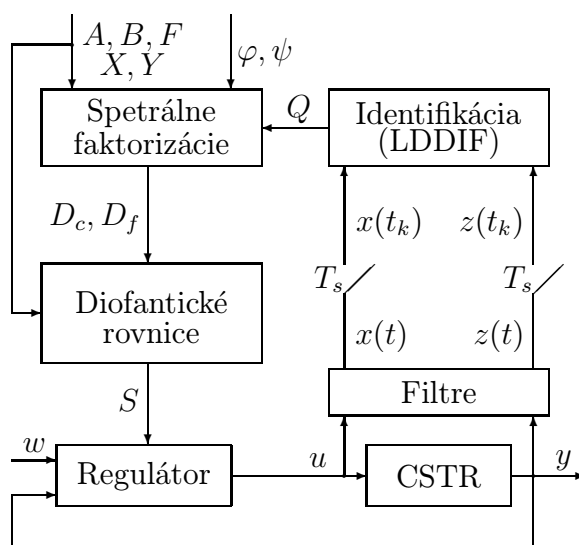 A, B, F
X, Y
φ, ψ
Spetrálne
faktorizácie
Q
Identifikácia
(LDDIF)
D_c, D_f
x(t_k)
z(t_k)
T_s
T_s
Diofantické
rovnice
x(t)
z(t)
S
Filtre
w
Regulátor
u
CSTR
y